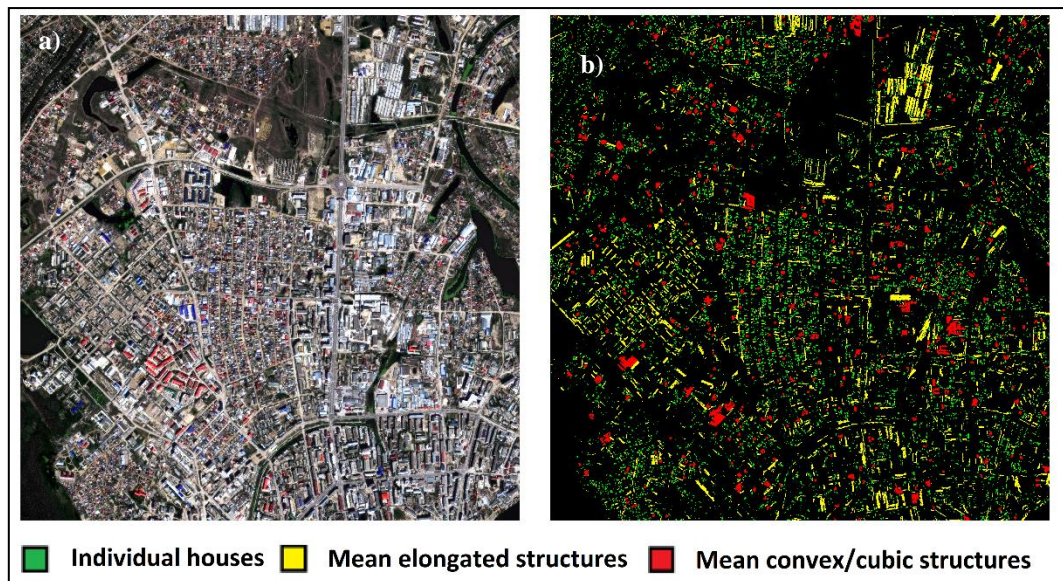 a)
b)
Individual houses
Mean elongated structures
Mean convex/cubic structures